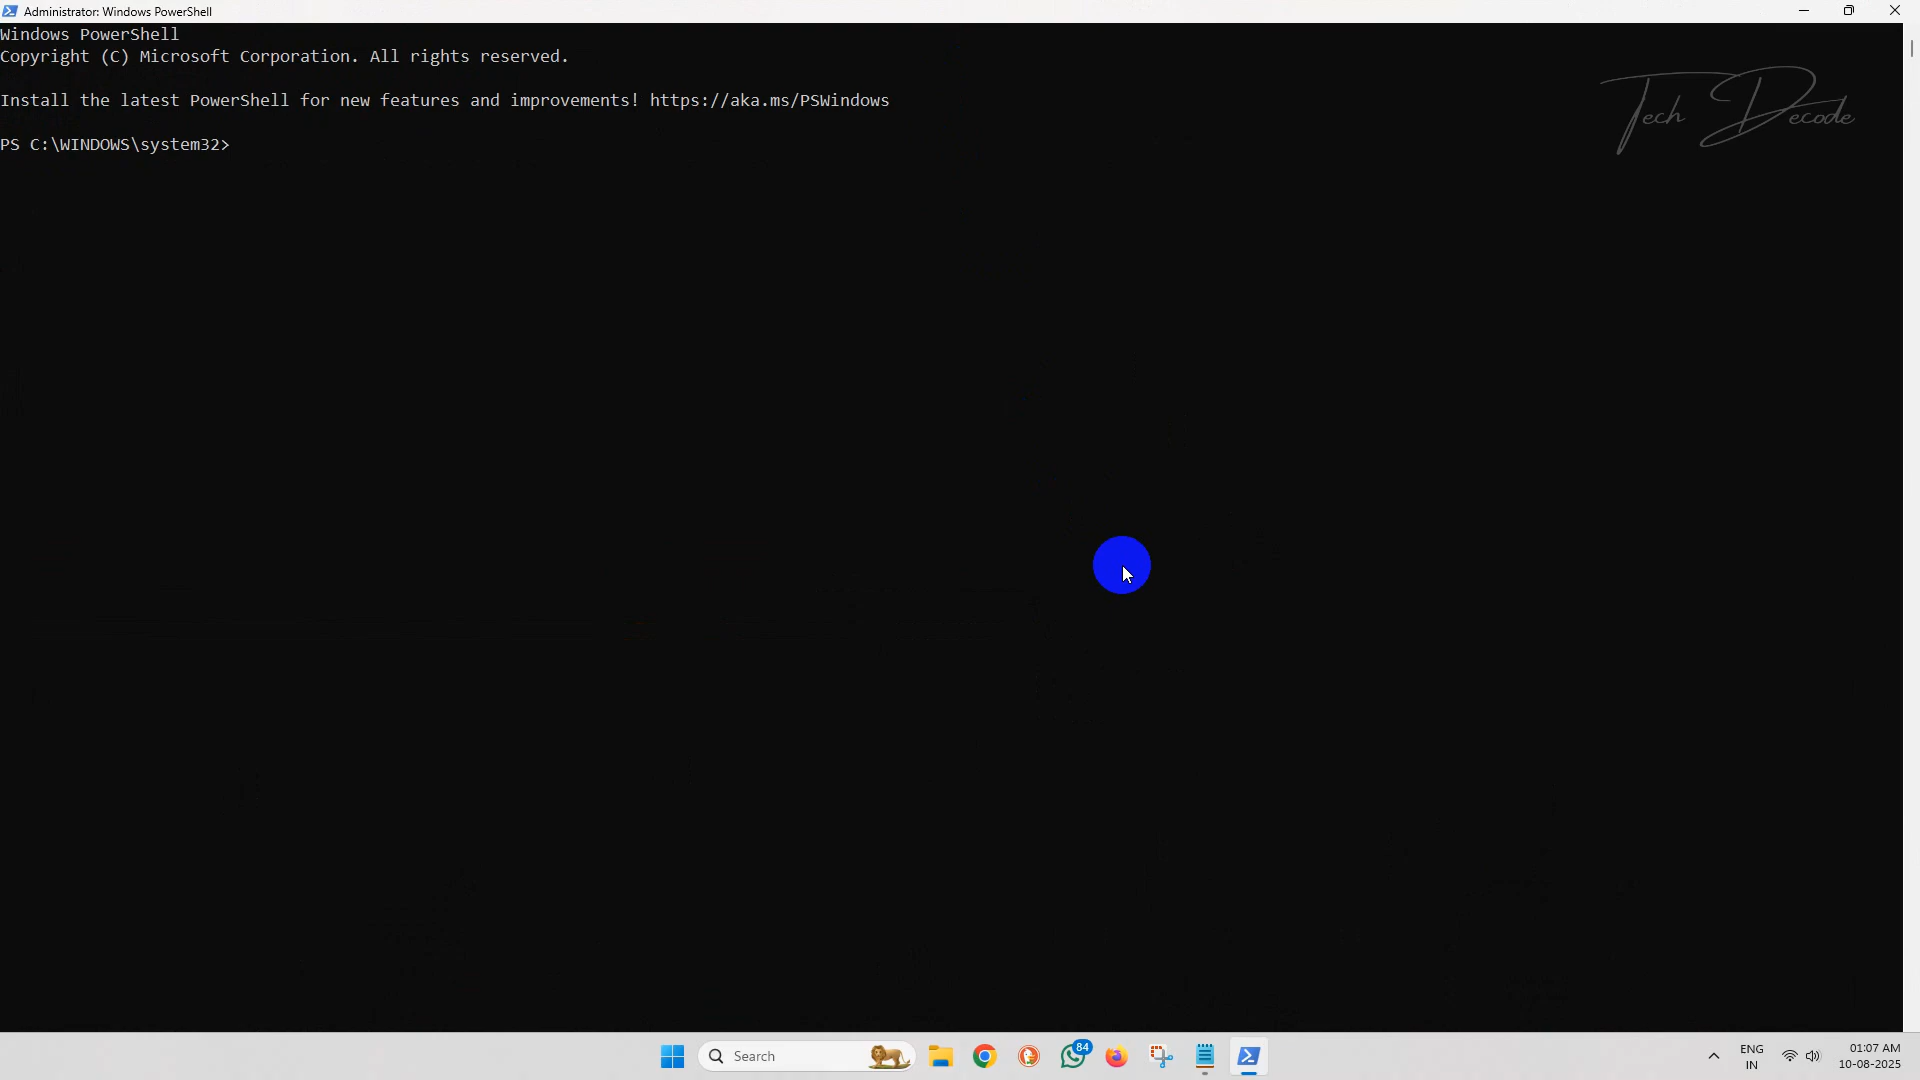 Administrator: Windows PowerShell
Windows PowerShell
Copyright (C) Microsoft Corporation. All rights reserved.
Install the latest PowerShell for new features and improvements! https://aka.ms/PSWindows
PS C:\WINDOWS\system32>
Tech Decode
Search
84
ENG
IN
01:07 AM
10-08-2025